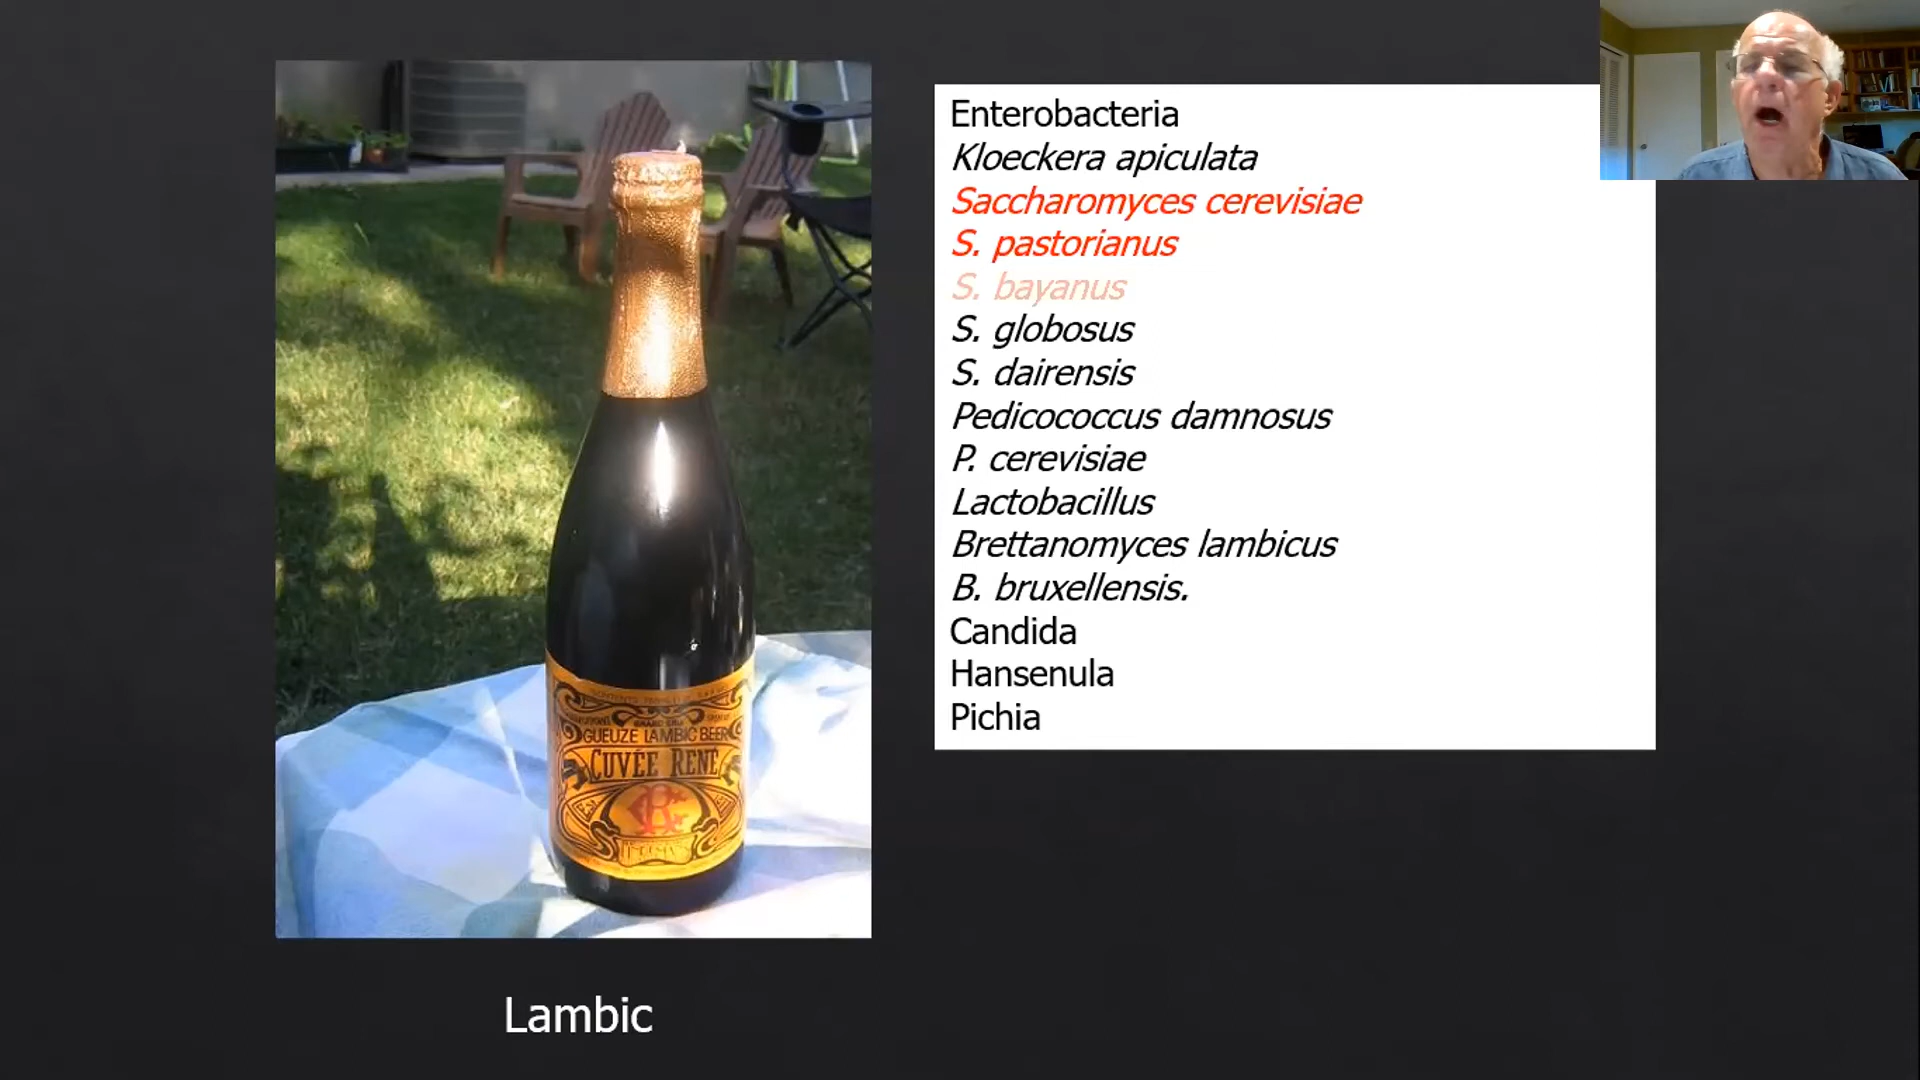 GUEUZE LAMBIC BEER
CUVÉE RENÉ
Lambic
Enterobacteria
Kloeckera apiculata
Saccharomyces cerevisiae
S. pastorianus
S. bayanus
S. globosus
S. dairensis
Pedicococcus damnosus
P. cerevisiae
Lactobacillus
Brettanomyces lambicus
B. bruxellensis.
Candida
Hansenula
Pichia